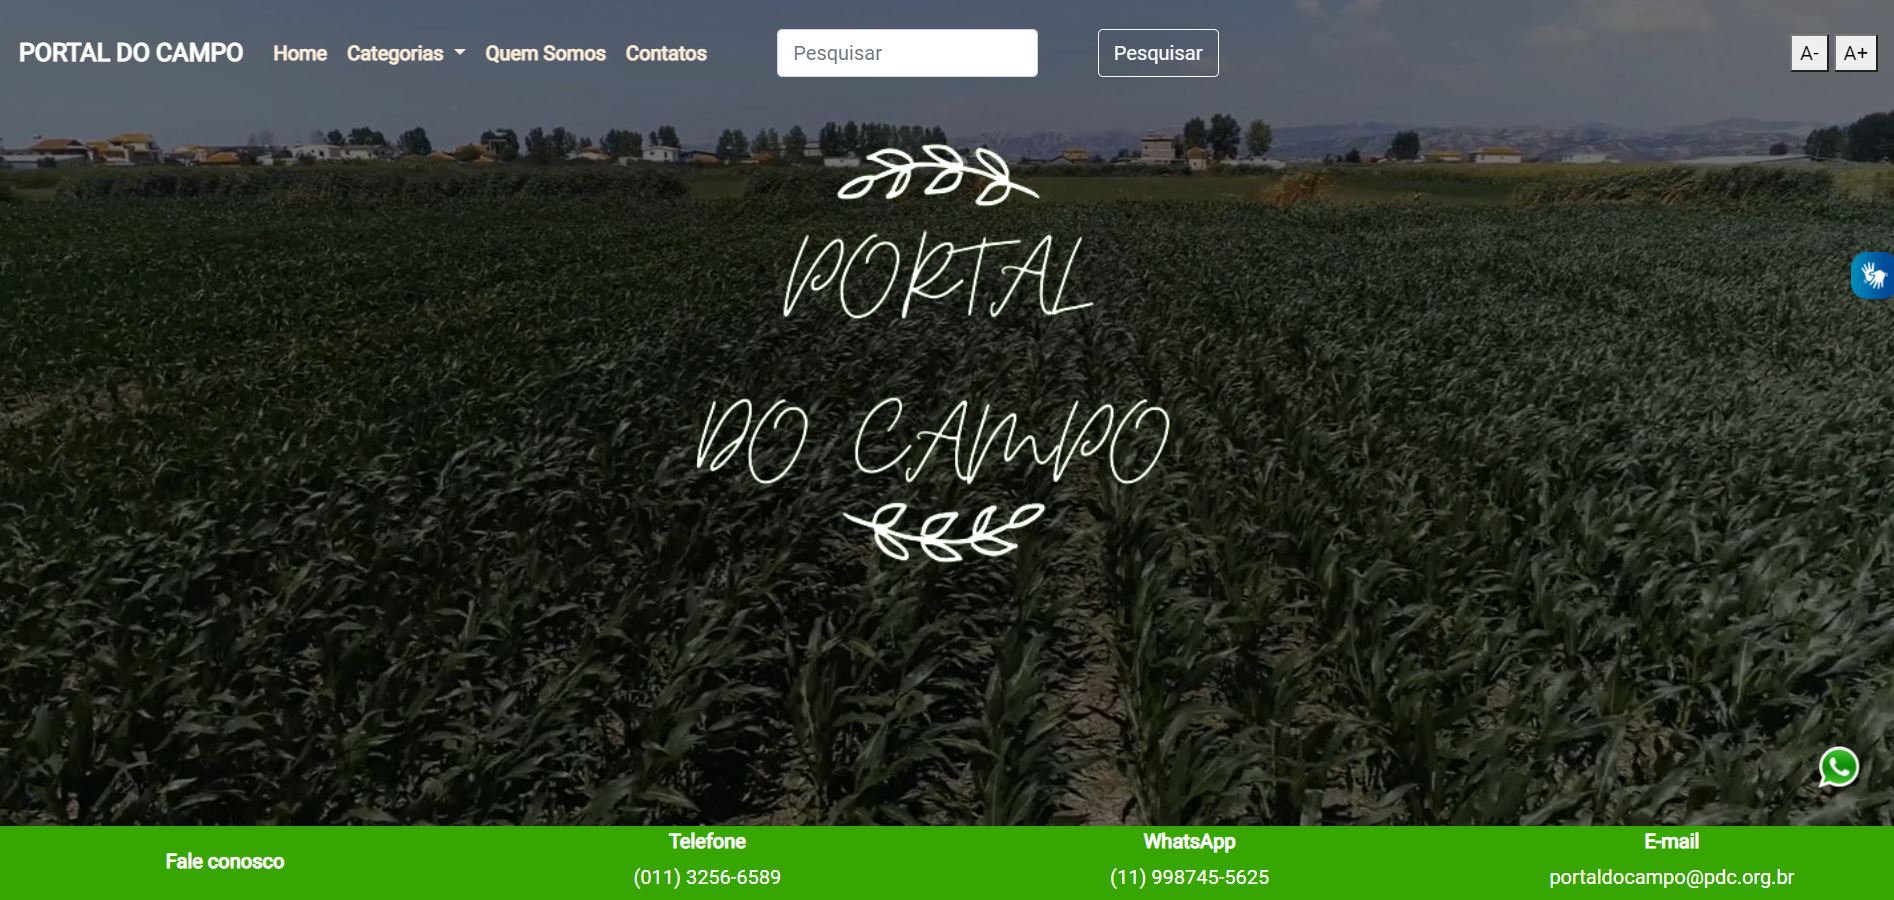 PORTAL DO CAMPO Home Categorias Quem Somos Contatos Pesquisar Pesquisar A- A+
PORTAL
DO CAMPO
Fale conosco
Telefone
(011) 3256-6589
WhatsApp
(11) 998745-5625
E-mail
portaldocampo@pdc.org.br